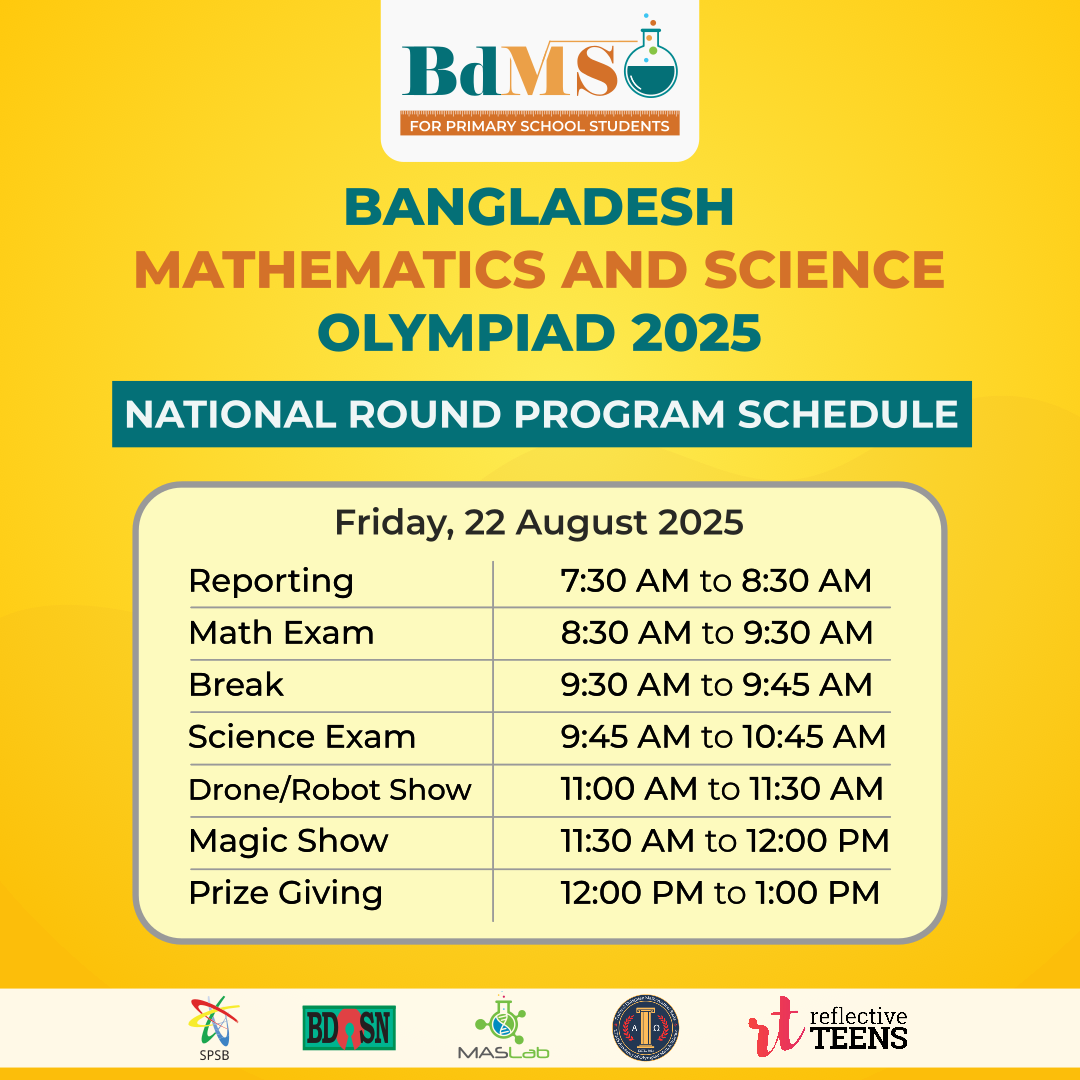 BdMSO
FOR PRIMARY SCHOOL STUDENTS
BANGLADESH
MATHEMATICS AND SCIENCE
OLYMPIAD 2025
NATIONAL ROUND PROGRAM SCHEDULE
Friday, 22 August 2025
Reporting 7:30 AM to 8:30 AM
Math Exam 8:30 AM to 9:30 AM
Break 9:30 AM to 9:45 AM
Science Exam 9:45 AM to 10:45 AM
Drone/Robot Show 11:00 AM to 11:30 AM
Magic Show 11:30 AM to 12:00 PM
Prize Giving 12:00 PM to 1:00 PM
SPSB
BDOSN
MASLab
Α Ω
rt reflective
TEENS